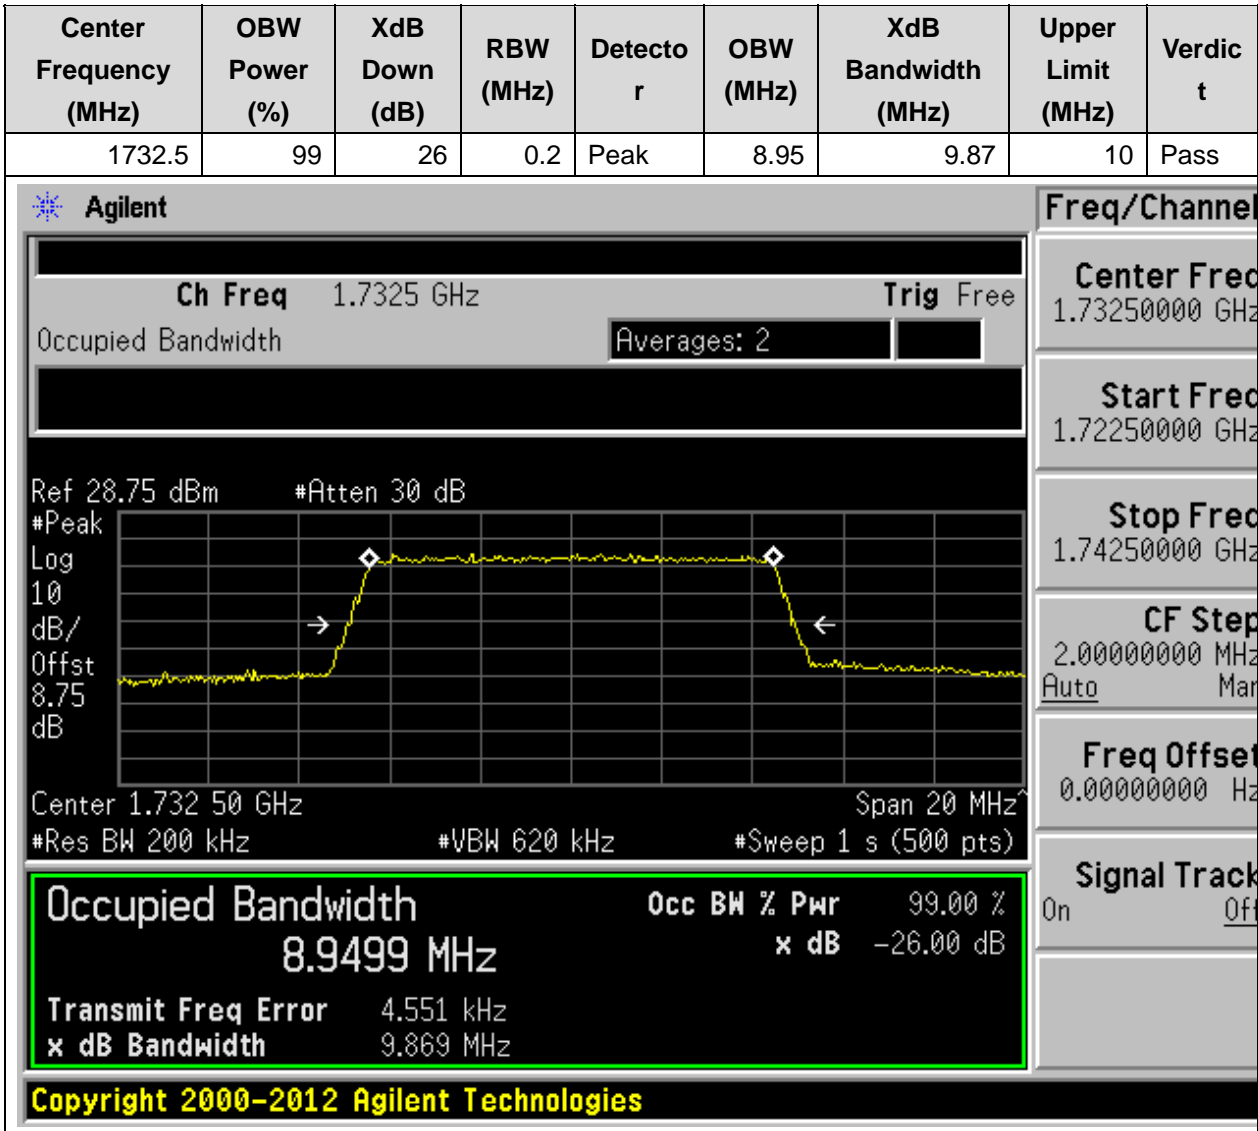 Center Frequency (MHz) OBW Power (%) XdB Down (dB) RBW (MHz) Detecto r OBW (MHz) XdB Bandwidth (MHz) Upper Limit (MHz) Verdic t
1732.5 99 26 0.2 Peak 8.95 9.87 10 Pass
Agilent
Freq/Channel
Ch Freq 1.7325 GHz Trig Free
Occupied Bandwidth Averages: 2
Center Freq
1.73250000 GHz
Start Freq
1.72250000 GHz
Stop Freq
1.74250000 GHz
CF Step
2.00000000 MHz
Auto Man
Freq Offset
0.00000000 Hz
Signal Track
On Off
Ref 28.75 dBm #Atten 30 dB
#Peak
Log
10
dB/
Offst
8.75
dB
Center 1.732 50 GHz Span 20 MHz^
#Res BW 200 kHz #VBW 620 kHz #Sweep 1 s (500 pts)
Occupied Bandwidth Occ BW % Pwr 99.00 %
8.9499 MHz x dB -26.00 dB
Transmit Freq Error 4.551 kHz
x dB Bandwidth 9.869 MHz
Copyright 2000-2012 Agilent Technologies